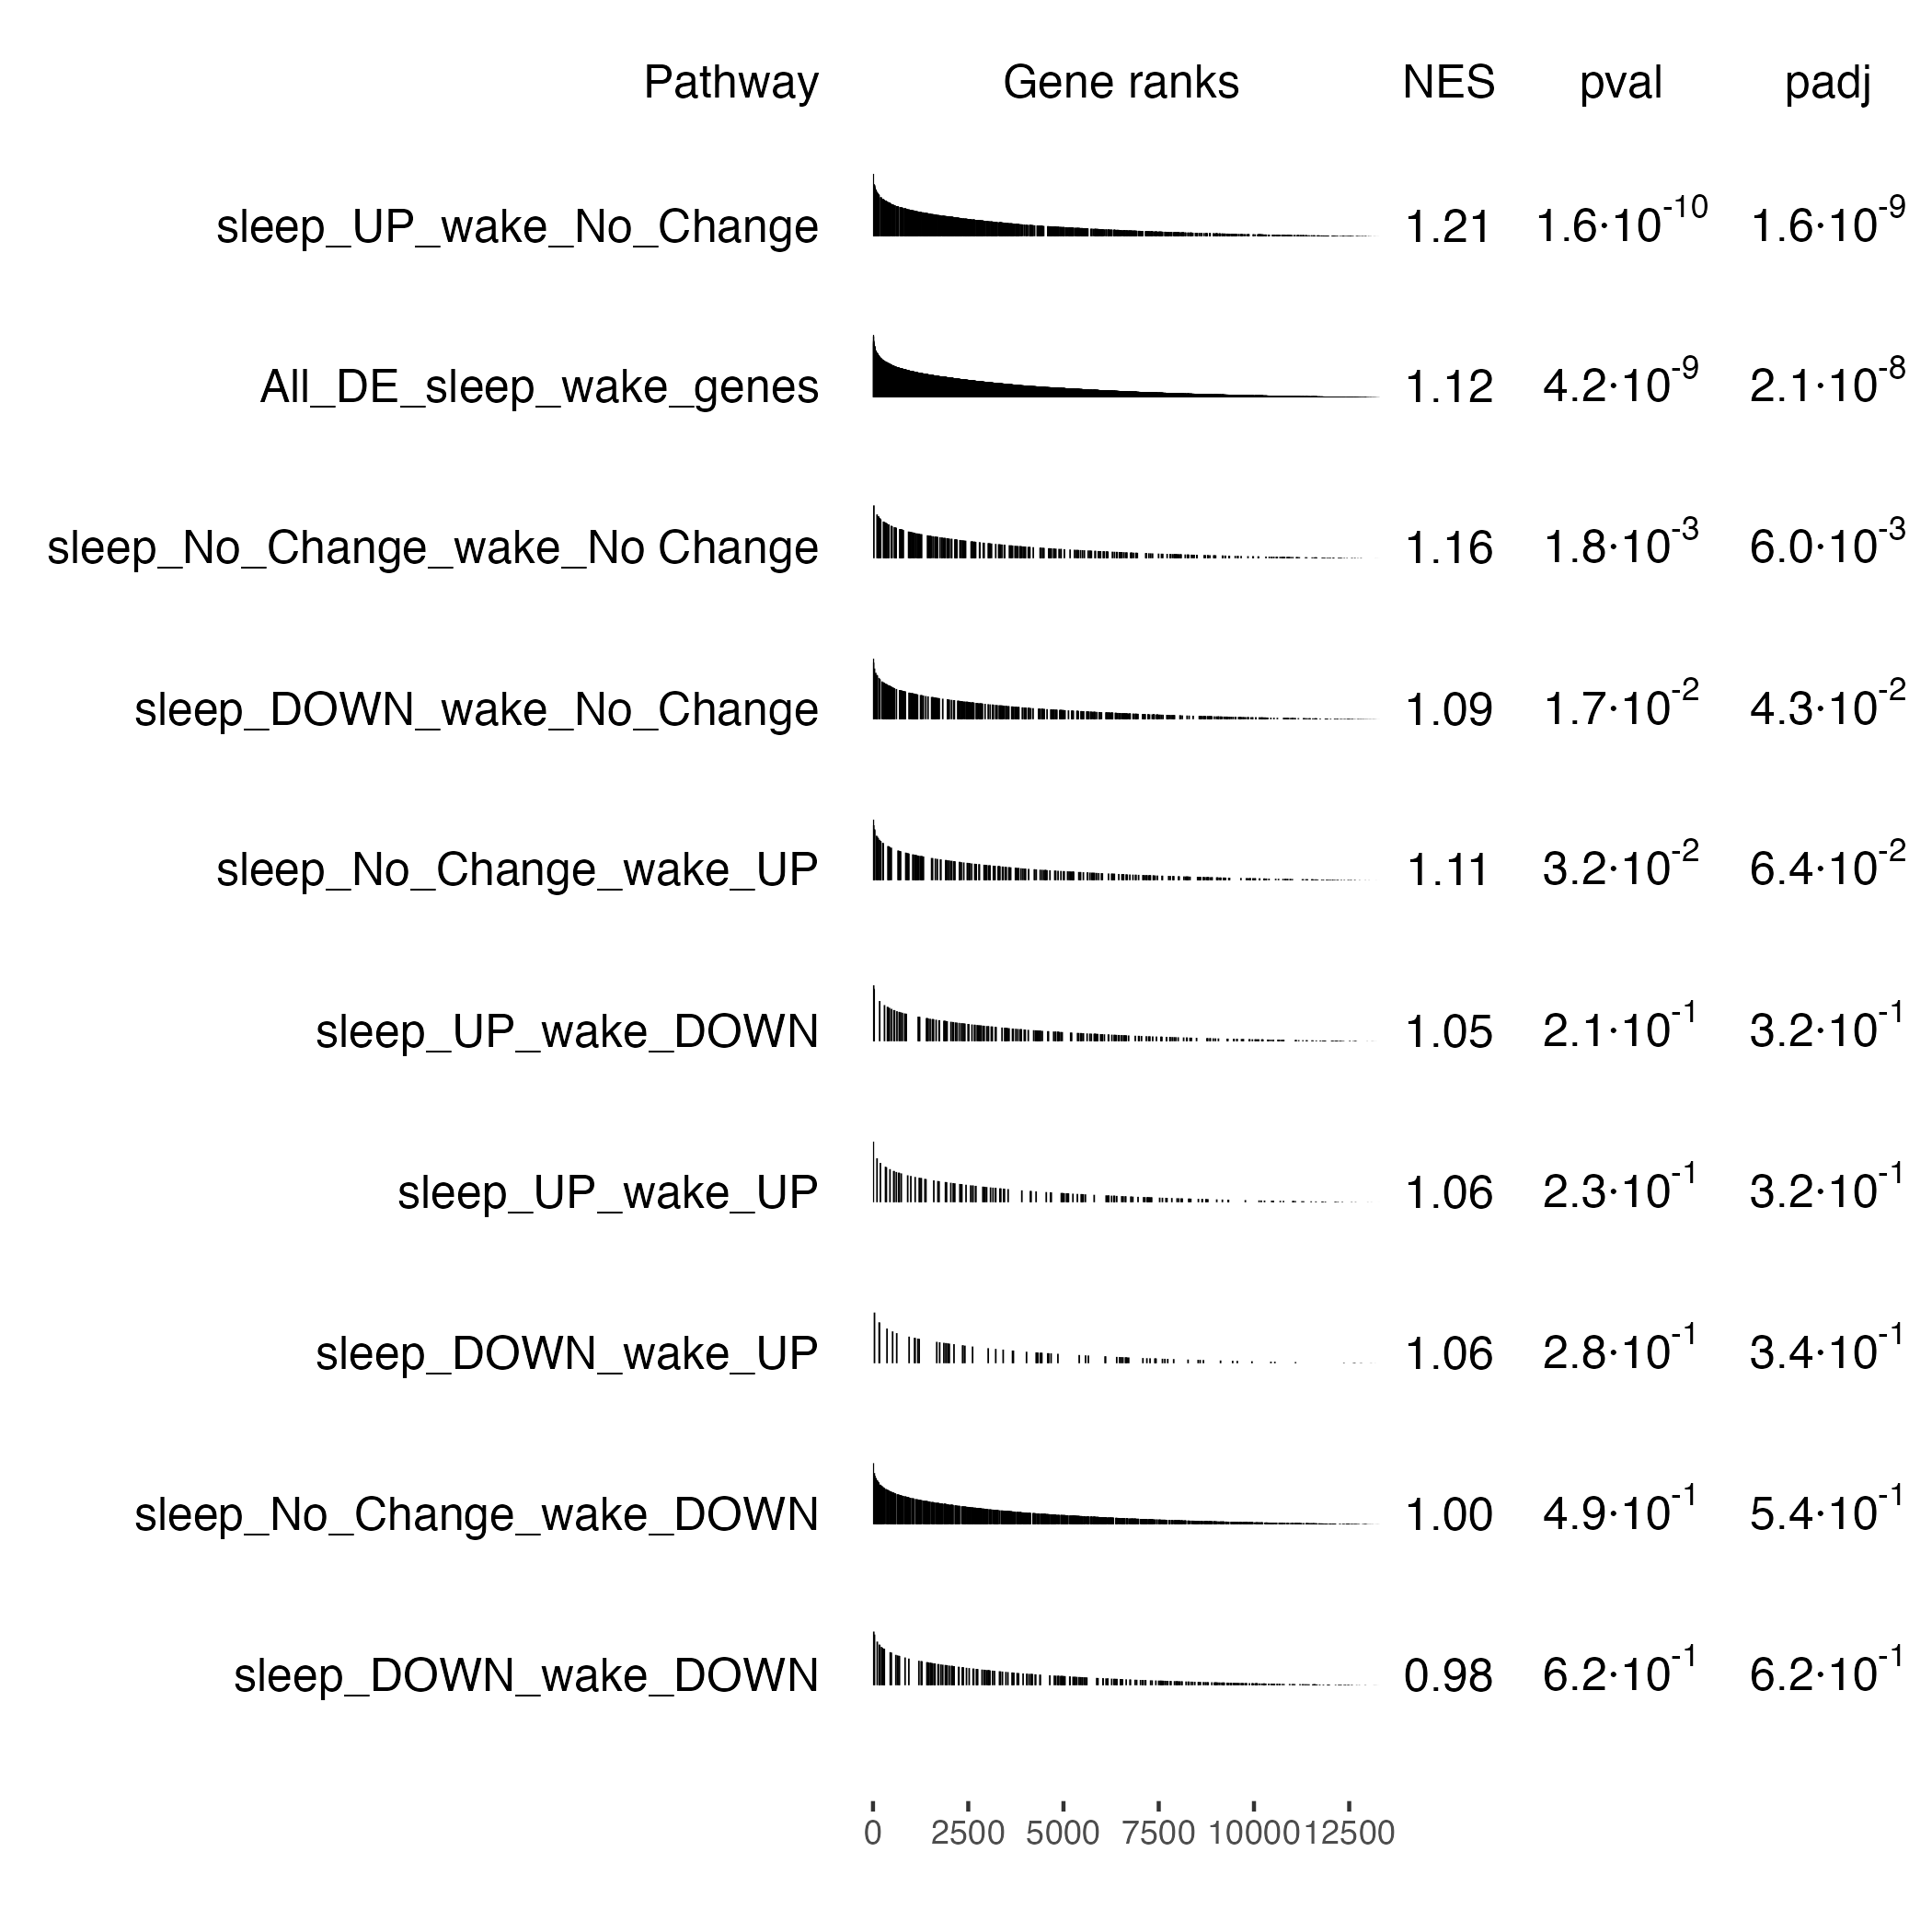 Pathway Gene ranks NES pval padj
sleep_UP_wake_No_Change 1.21 1.6·10^-10 1.6·10^-9
All_DE_sleep_wake_genes 1.12 4.2·10^-9 2.1·10^-8
sleep_No_Change_wake_No Change 1.16 1.8·10^-3 6.0·10^-3
sleep_DOWN_wake_No_Change 1.09 1.7·10^-2 4.3·10^-2
sleep_No_Change_wake_UP 1.11 3.2·10^-2 6.4·10^-2
sleep_UP_wake_DOWN 1.05 2.1·10^-1 3.2·10^-1
sleep_UP_wake_UP 1.06 2.3·10^-1 3.2·10^-1
sleep_DOWN_wake_UP 1.06 2.8·10^-1 3.4·10^-1
sleep_No_Change_wake_DOWN 1.00 4.9·10^-1 5.4·10^-1
sleep_DOWN_wake_DOWN 0.98 6.2·10^-1 6.2·10^-1
0 2500 5000 7500 10000 12500